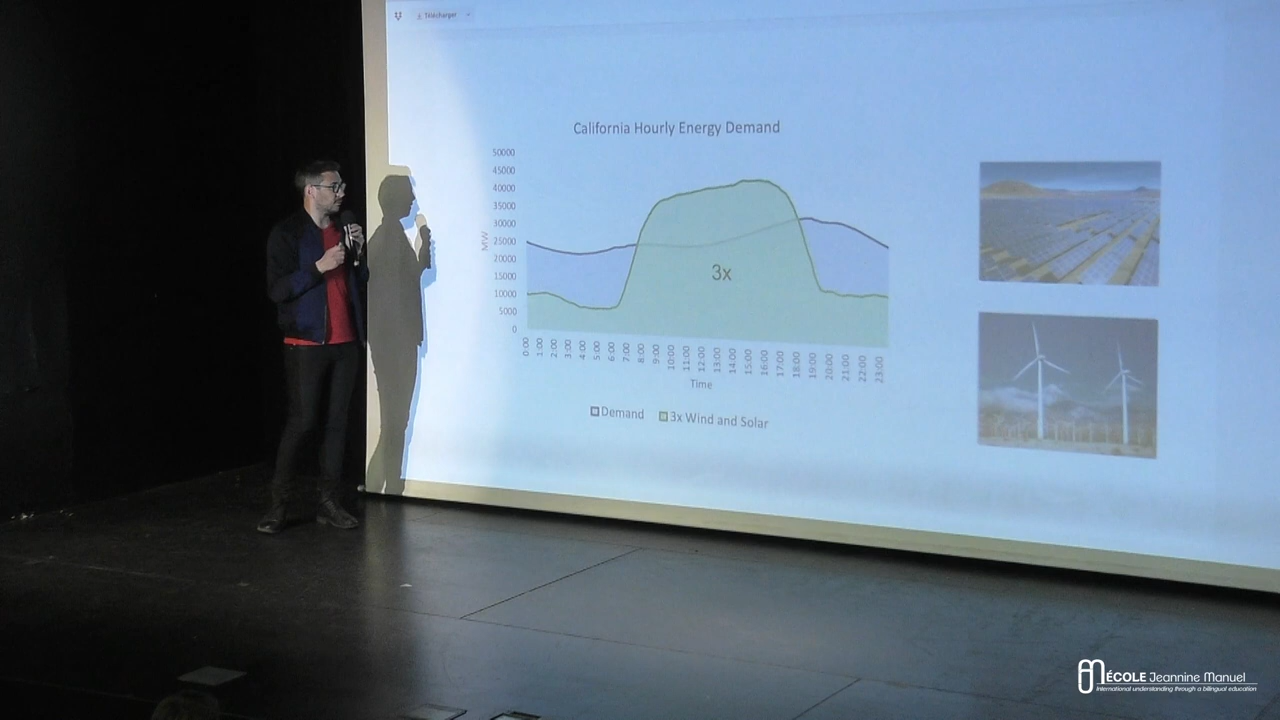 Télécharger
California Hourly Energy Demand
50000
45000
40000
35000
30000
25000
20000
15000
10000
5000
0
MW
3x
0:00 1:00 2:00 3:00 4:00 5:00 6:00 7:00 8:00 9:00 10:00 11:00 12:00 13:00 14:00 15:00 16:00 17:00 18:00 19:00 20:00 21:00 22:00 23:00
Time
Demand 3x Wind and Solar
ÉCOLE Jeannine Manuel
International understanding through a bilingual education